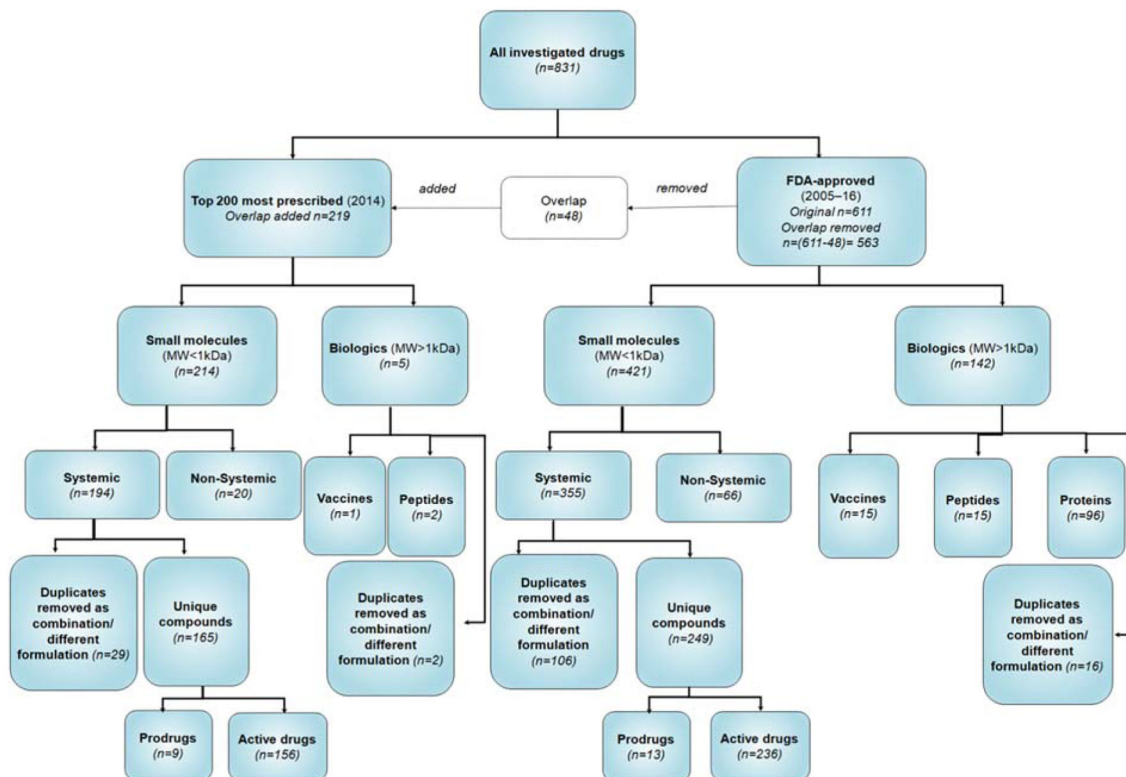 All investigated drugs
(n=831)
Top 200 most prescribed (2014)
Overlap added n=219
added
Overlap
(n=48)
removed
FDA-approved
(2005–16)
Original n=611
Overlap removed
n=(611-48)= 563
Small molecules
(MW<1kDa)
(n=214)
Biologics (MW>1kDa)
(n=5)
Small molecules
(MW<1kDa)
(n=421)
Biologics (MW>1kDa)
(n=142)
Systemic
(n=194)
Non-Systemic
(n=20)
Vaccines
(n=1)
Peptides
(n=2)
Systemic
(n=355)
Non-Systemic
(n=66)
Vaccines
(n=15)
Peptides
(n=15)
Proteins
(n=96)
Duplicates
removed as
combination/
different
formulation (n=29)
Unique
compounds
(n=165)
Duplicates
removed as
combination/
different
formulation (n=2)
Duplicates
removed as
combination/
different
formulation
(n=106)
Unique
compounds
(n=249)
Duplicates
removed as
combination/
different
formulation (n=16)
Prodrugs
(n=9)
Active drugs
(n=156)
Prodrugs
(n=13)
Active drugs
(n=236)